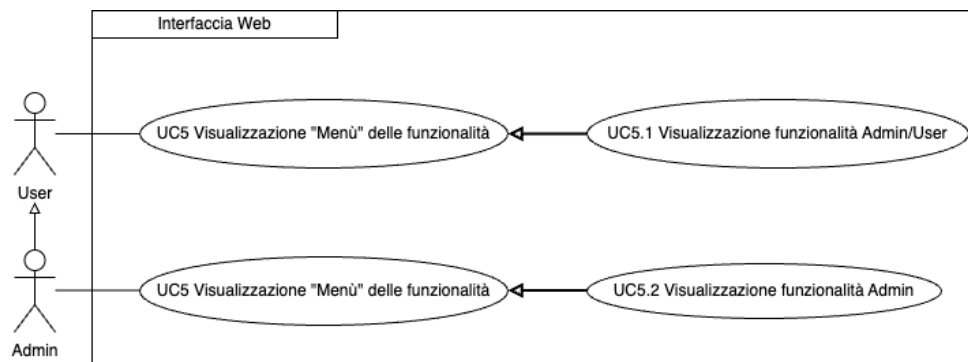 Interfaccia Web
UC5 Visualizzazione "Menù" delle funzionalità
UC5.1 Visualizzazione funzionalità Admin/User
User
UC5 Visualizzazione "Menù" delle funzionalità
UC5.2 Visualizzazione funzionalità Admin
Admin